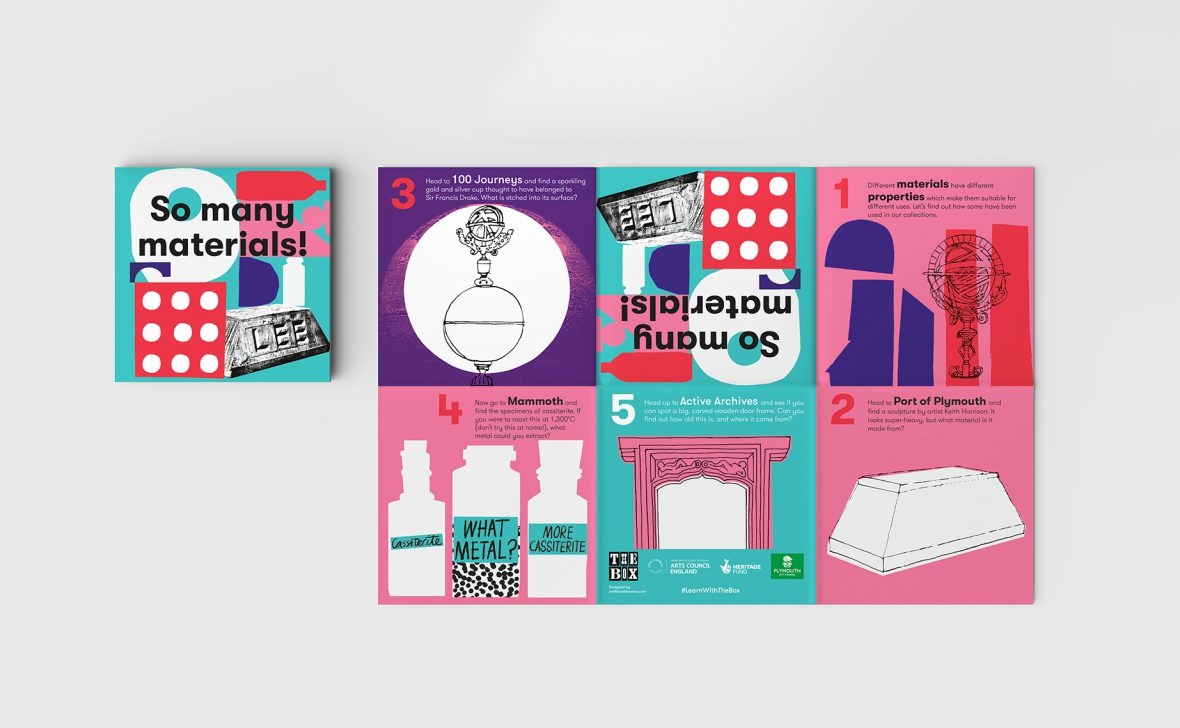 So many
materials!
LEE
3
Head to 100 Journeys and find a sparkling
gold and silver cup thought to have belonged to
Sir Francis Drake. What is etched into its surface?
LEE
So many
materials!
1
Different materials have different
properties which make them suitable for
different uses. Let's find out how some have been
used in our collections.
4
Now go to Mammoth and
find the specimens of cassiterite. If
you were to roast this at 1,300°C
(don't try this at home!), what
metal could you extract?
Cassiterite
WHAT
METAL?
MORE
CASSITERITE
5
Head up to Active Archives and see if you
can spot a big, carved wooden door frame. Can you
find out how old this is, and where it came from?
THE
BOX
ARTS COUNCIL
ENGLAND
HERITAGE
FUND
PLYMOUTH
CITY COUNCIL
Designed by
#LearnWithTheBox
2
Head to Port of Plymouth and
find a sculpture by artist Keith Harrison. It
looks super-heavy, but what material is it
made from?